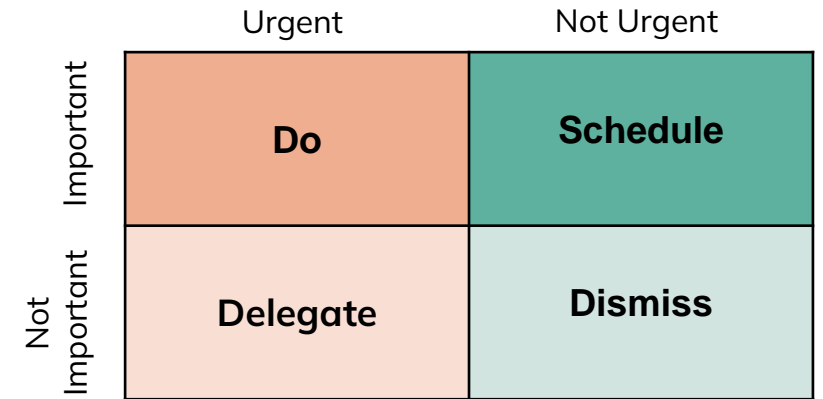 Urgent
Not Urgent
Important
Do
Schedule
Not
Important
Delegate
Dismiss